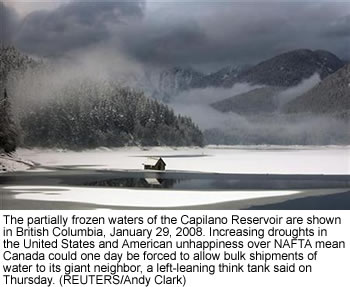 The partially frozen waters of the Capilano Reservoir are shown
in British Columbia, January 29, 2008. Increasing droughts in
the United States and American unhappiness over NAFTA mean
Canada could one day be forced to allow bulk shipments of
water to its giant neighbor, a left-leaning think tank said on
Thursday. (REUTERS/Andy Clark)